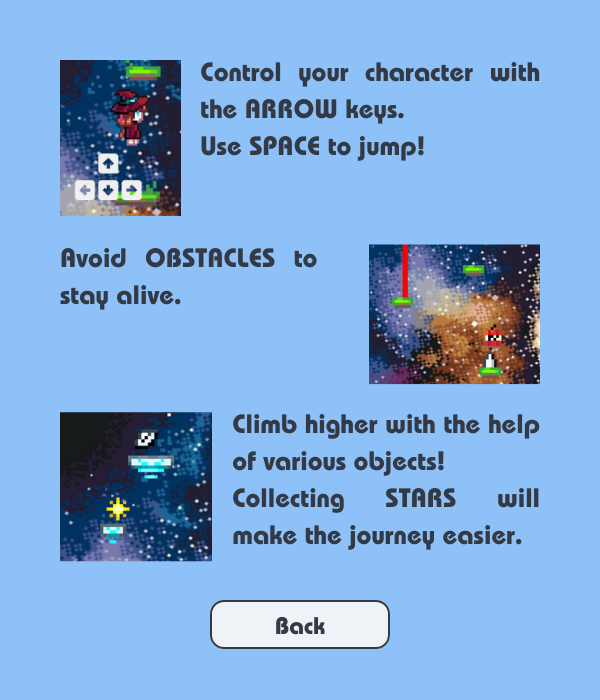 Control your character with
the ARROW keys.
Use SPACE to jump!
Avoid OBSTACLES to
stay alive.
Climb higher with the help
of various objects!
Collecting STARS will
make the journey easier.
Back